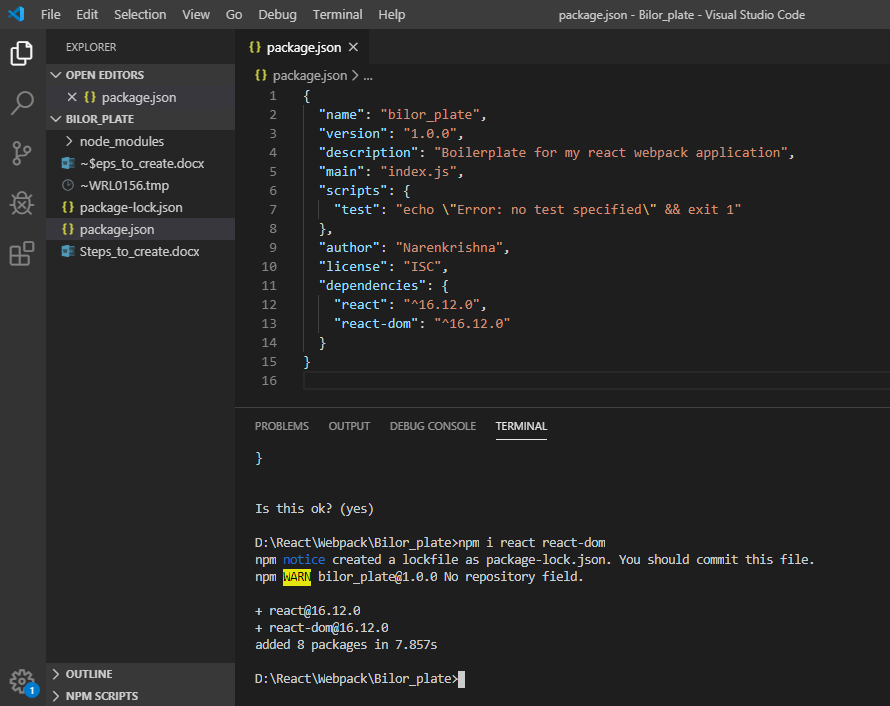 File Edit Selection View Go Debug Terminal Help
package.json - Bilor_plate - Visual Studio Code
EXPLORER
OPEN EDITORS
package.json
BILOR_PLATE
node_modules
~$eps_to_create.docx
~WRL0156.tmp
package-lock.json
package.json
Steps_to_create.docx
OUTLINE
NPM SCRIPTS
1
package.json
package.json > ...
1 {
2 "name": "bilor_plate",
3 "version": "1.0.0",
4 "description": "Boilerplate for my react webpack application",
5 "main": "index.js",
6 "scripts": {
7 "test": "echo \"Error: no test specified\" && exit 1"
8 },
9 "author": "Narenkrishna",
10 "license": "ISC",
11 "dependencies": {
12 "react": "^16.12.0",
13 "react-dom": "^16.12.0"
14 }
15 }
16
PROBLEMS OUTPUT DEBUG CONSOLE TERMINAL
}
Is this ok? (yes)
D:\React\Webpack\Bilor_plate>npm i react react-dom
npm notice created a lockfile as package-lock.json. You should commit this file.
npm WARN bilor_plate@1.0.0 No repository field.
+ react@16.12.0
+ react-dom@16.12.0
added 8 packages in 7.857s
D:\React\Webpack\Bilor_plate>